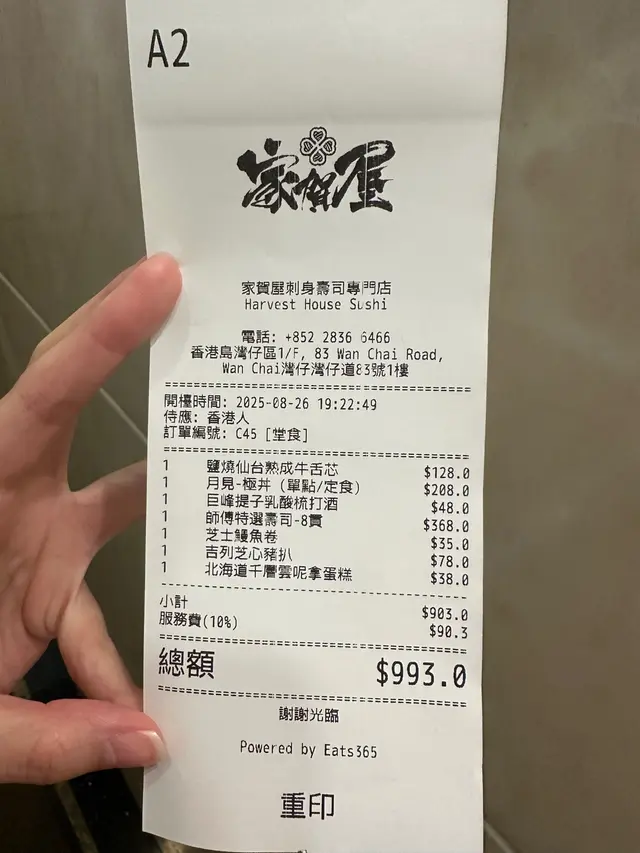 A2
家賀屋
家賀屋刺身壽司專門店
Harvest House Sushi
電話: +852 2836 6466
香港島灣仔區1/F, 83 Wan Chai Road,
Wan Chai灣仔灣仔道83號1樓
開檯時間: 2025-08-26 19:22:49
侍應: 香港人
訂單編號: C45 [堂食]
1 鹽燒仙台熟成牛舌芯 $128.0
1 月見-極丼 (單點/定食) $208.0
1 巨峰提子乳酸梳打酒 $48.0
1 師傅特選壽司-8貫 $368.0
1 芝士鰻魚卷 $35.0
1 吉列芝心豬扒 $78.0
1 北海道千層雲呢拿蛋糕 $38.0
小計 $903.0
服務費(10%) $90.3
總額 $993.0
謝謝光臨
Powered by Eats365
重印